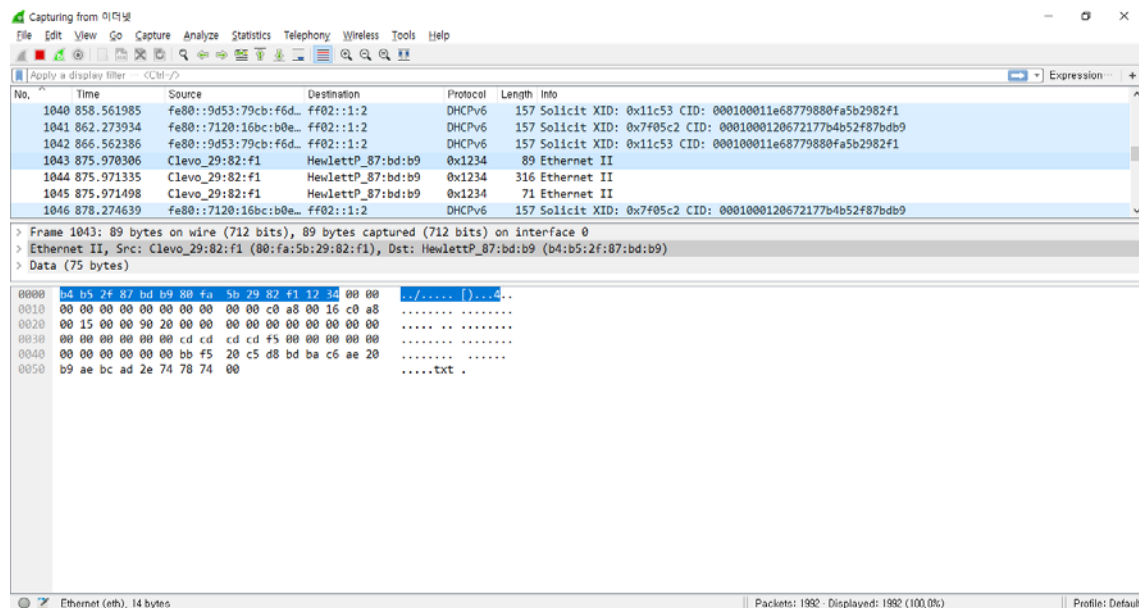 Capturing from 이더넷
File Edit View Go Capture Analyze Statistics Telephony Wireless Tools Help
Apply a display filter ... <Ctrl-/> Expression... +
No. Time Source Destination Protocol Length Info
1040 858.561985 fe80::9d53:79cb:f6d… ff02::1:2 DHCPv6 157 Solicit XID: 0x11c53 CID: 000100011e68779880fa5b2982f1
1041 862.273934 fe80::7120:16bc:b0e… ff02::1:2 DHCPv6 157 Solicit XID: 0x7f05c2 CID: 0001000120672177b4b52f87bdb9
1042 866.562386 fe80::9d53:79cb:f6d… ff02::1:2 DHCPv6 157 Solicit XID: 0x11c53 CID: 000100011e68779880fa5b2982f1
1043 875.970306 Clevo_29:82:f1 HewlettP_87:bd:b9 0x1234 89 Ethernet II
1044 875.971335 Clevo_29:82:f1 HewlettP_87:bd:b9 0x1234 316 Ethernet II
1045 875.971498 Clevo_29:82:f1 HewlettP_87:bd:b9 0x1234 71 Ethernet II
1046 878.274639 fe80::7120:16bc:b0e… ff02::1:2 DHCPv6 157 Solicit XID: 0x7f05c2 CID: 0001000120672177b4b52f87bdb9
> Frame 1043: 89 bytes on wire (712 bits), 89 bytes captured (712 bits) on interface 0
> Ethernet II, Src: Clevo_29:82:f1 (80:fa:5b:29:82:f1), Dst: HewlettP_87:bd:b9 (b4:b5:2f:87:bd:b9)
> Data (75 bytes)
0000 b4 b5 2f 87 bd b9 80 fa 5b 29 82 f1 12 34 00 00 ../..... [)...4..
0010 00 00 00 00 00 00 00 00 00 00 c0 a8 00 16 c0 a8 ........ ........
0020 00 15 00 00 90 20 00 00 00 00 00 00 00 00 00 00 ..... .. ........
0030 00 00 00 00 00 00 cd cd cd cd f5 00 00 00 00 00 ........ ........
0040 00 00 00 00 00 00 bb f5 20 c5 d8 bd ba c6 ae 20 ........ ......
0050 b9 ae bc ad 2e 74 78 74 00 .....txt .
Ethernet (eth), 14 bytes Packets: 1992 · Displayed: 1992 (100,0%) Profile: Default